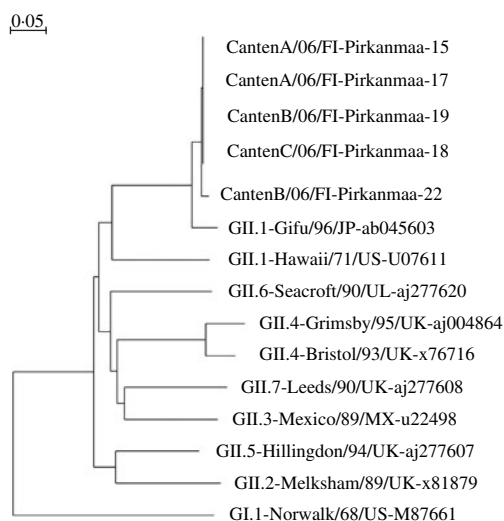 0·05
CantenA/06/FI-Pirkanmaa-15
CantenA/06/FI-Pirkanmaa-17
CantenB/06/FI-Pirkanmaa-19
CantenC/06/FI-Pirkanmaa-18
CantenB/06/FI-Pirkanmaa-22
GII.1-Gifu/96/JP-ab045603
GII.1-Hawaii/71/US-U07611
GII.6-Seacroft/90/UL-aj277620
GII.4-Grimsby/95/UK-aj004864
GII.4-Bristol/93/UK-x76716
GII.7-Leeds/90/UK-aj277608
GII.3-Mexico/89/MX-u22498
GII.5-Hillingdon/94/UK-aj277607
GII.2-Melksham/89/UK-x81879
GI.1-Norwalk/68/US-M87661